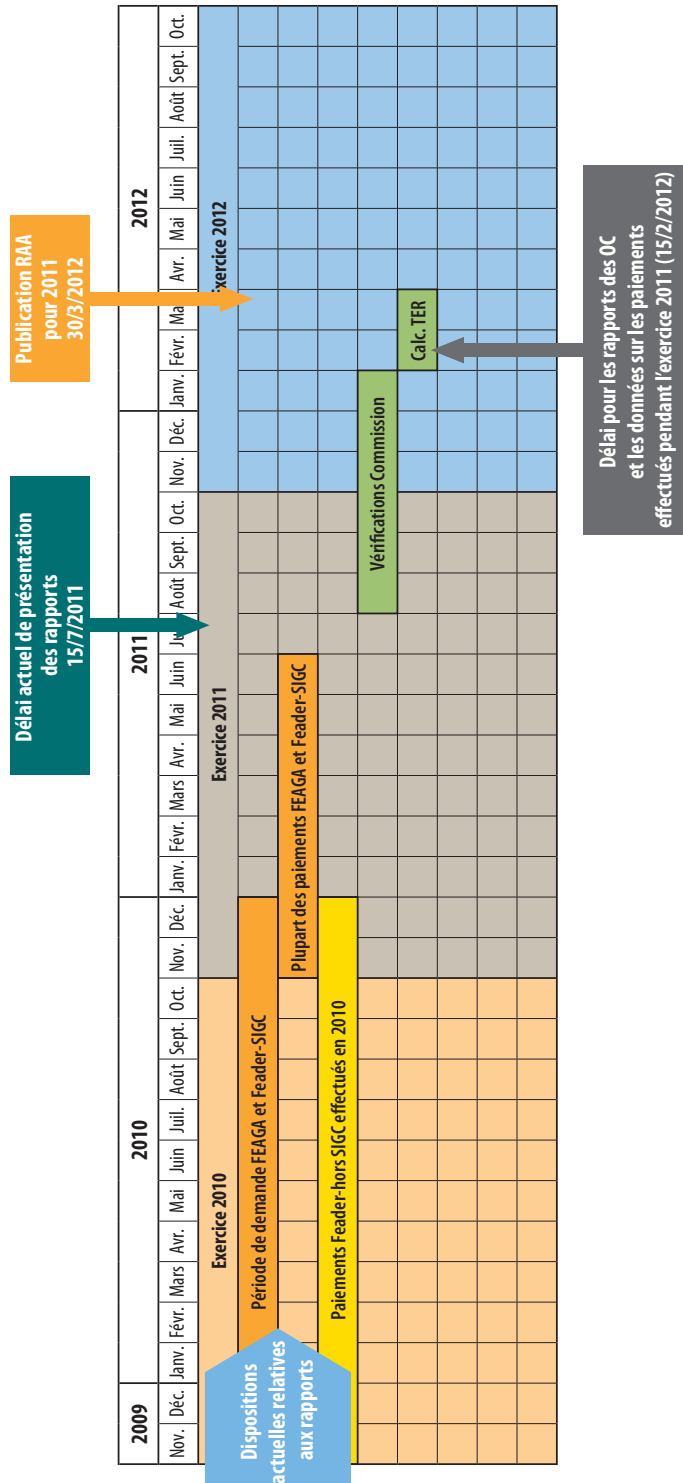 Délai actuel de présentation
des rapports
15/7/2011
Publication RAA
pour 2011
30/3/2012
2009
2010
2011
2012
Nov.
Déc.
Janv.
Févr.
Mars
Avr.
Mai
Juin
Juil.
Août
Sept.
Oct.
Nov.
Déc.
Janv.
Févr.
Mars
Avr.
Mai
Juin
Août
Sept.
Oct.
Nov.
Déc.
Janv.
Févr.
Avr.
Mai
Juin
Juil.
Août
Sept.
Oct.
Exercice 2010
Exercice 2011
Exercice 2012
Période de demande FEAGA et Feader-SIGC
Plupart des paiements FEAGA et Feader-SIGC
Paiements Feader-hors SIGC effectués en 2010
Vérifications Commission
Calc. TER
Dispositions
actuelles relatives
aux rapports
Délai pour les rapports des OC
et les données sur les paiements
effectués pendant l'exercice 2011 (15/2/2012)